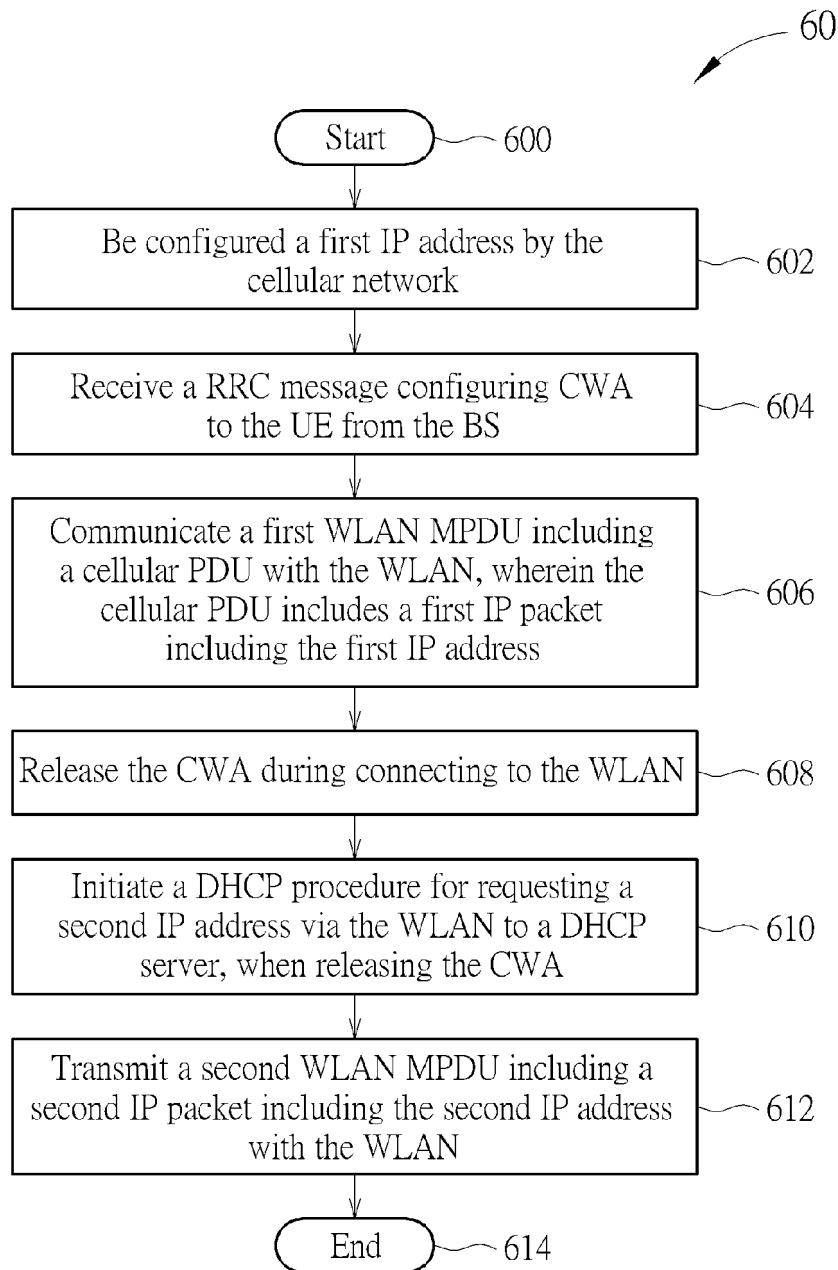 60
Start
600
Be configured a first IP address by the
cellular network
602
Receive a RRC message configuring CWA
to the UE from the BS
604
Communicate a first WLAN MPDU including
a cellular PDU with the WLAN, wherein the
cellular PDU includes a first IP packet
including the first IP address
606
Release the CWA during connecting to the WLAN
608
Initiate a DHCP procedure for requesting a
second IP address via the WLAN to a DHCP
server, when releasing the CWA
610
Transmit a second WLAN MPDU including a
second IP packet including the second IP address
with the WLAN
612
End
614